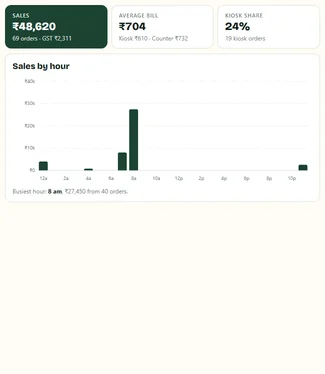 SALES
₹48,620
69 orders · GST ₹2,311
AVERAGE BILL
₹704
Kiosk ₹610 · Counter ₹732
KIOSK SHARE
24%
19 kiosk orders
Sales by hour
₹40k
₹30k
₹20k
₹10k
₹0
12a 2a 4a 6a 8a 10a 12p 2p 4p 6p 8p 10p
Busiest hour: 8 am, ₹27,450 from 40 orders.